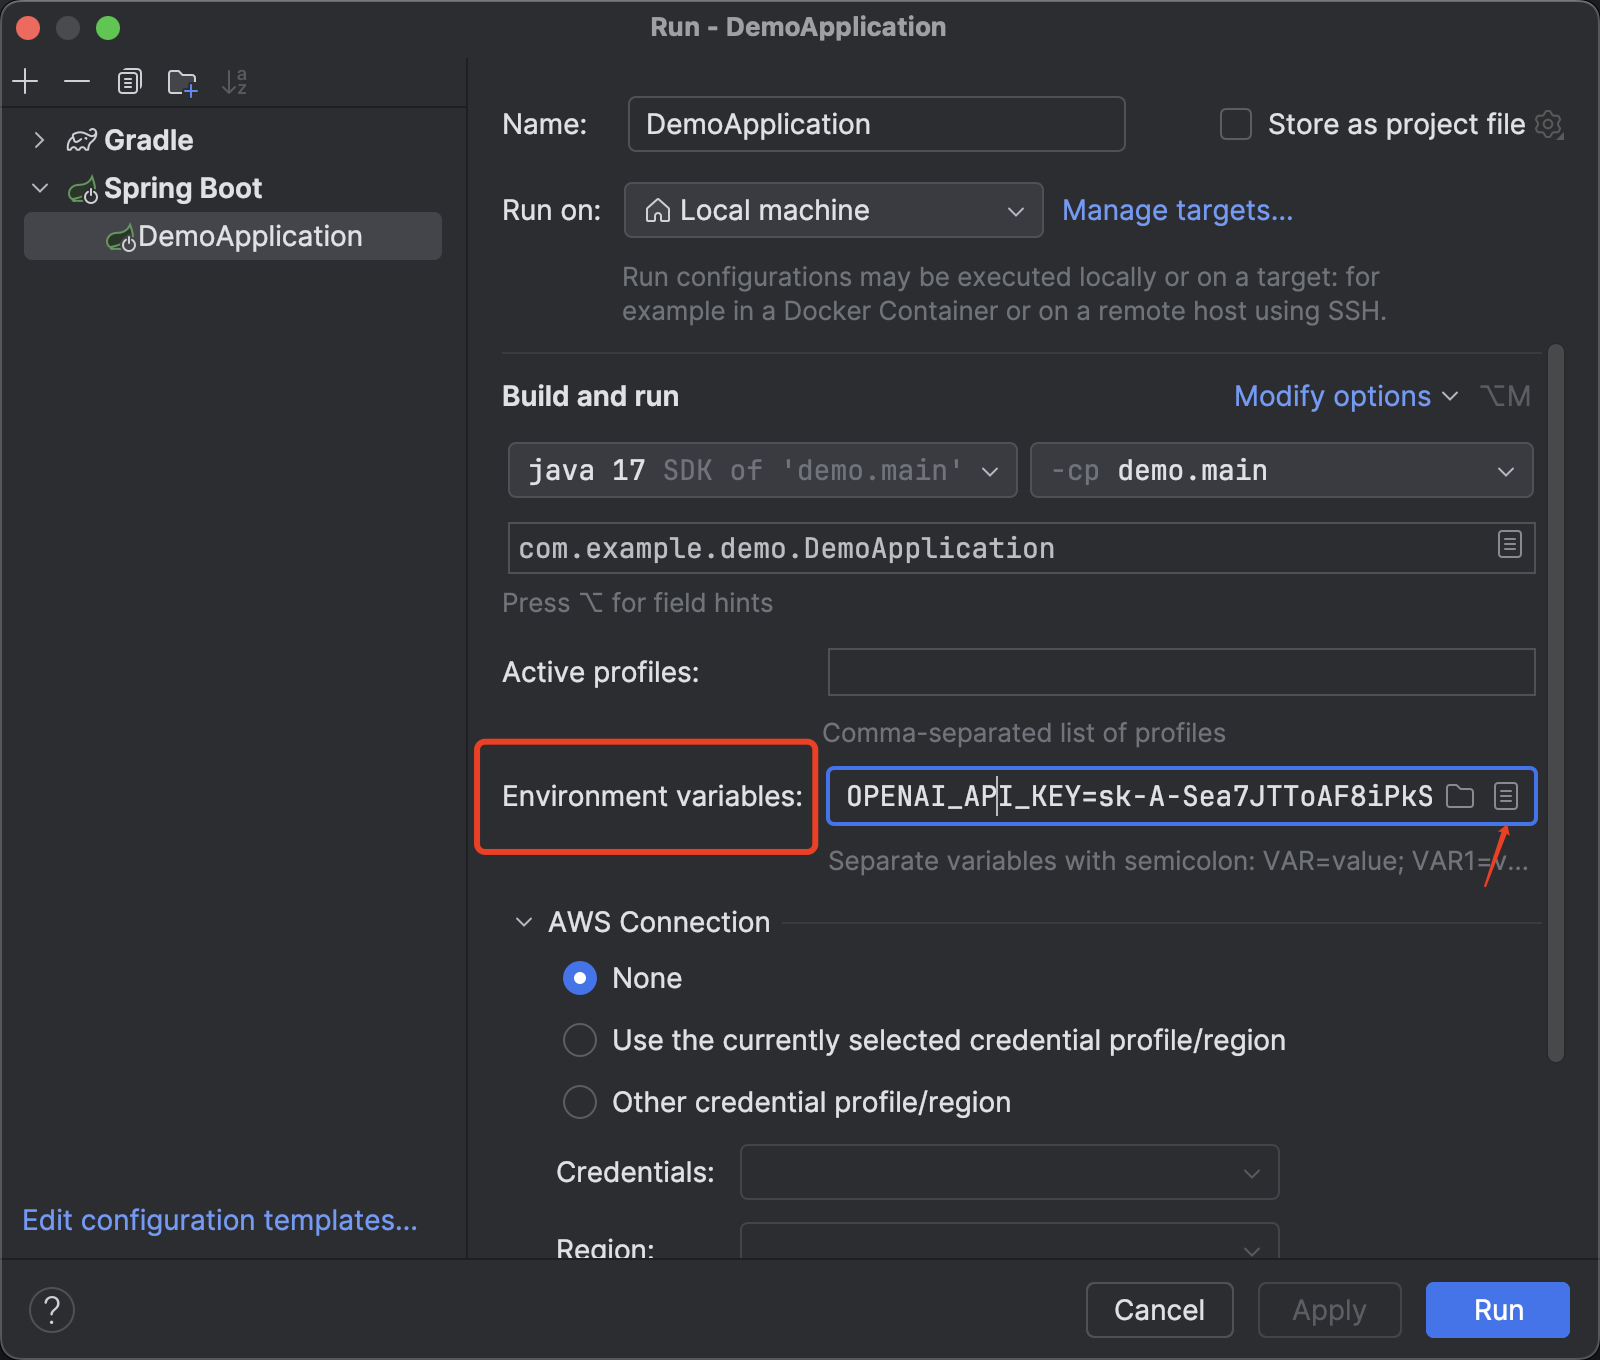 Run - DemoApplication
Gradle
Spring Boot
DemoApplication
Edit configuration templates...
Name:
DemoApplication
Store as project file
Run on:
Local machine
Manage targets...
Run configurations may be executed locally or on a target: for
example in a Docker Container or on a remote host using SSH.
Build and run
Modify options
⌥M
java 17 SDK of 'demo.main'
-cp demo.main
com.example.demo.DemoApplication
Press ⌥ for field hints
Active profiles:
Comma-separated list of profiles
Environment variables:
OPENAI_API_KEY=sk-A-Sea7JTToAF8iPkS
Separate variables with semicolon: VAR=value; VAR1=v...
AWS Connection
None
Use the currently selected credential profile/region
Other credential profile/region
Credentials:
Region:
?
Cancel
Apply
Run